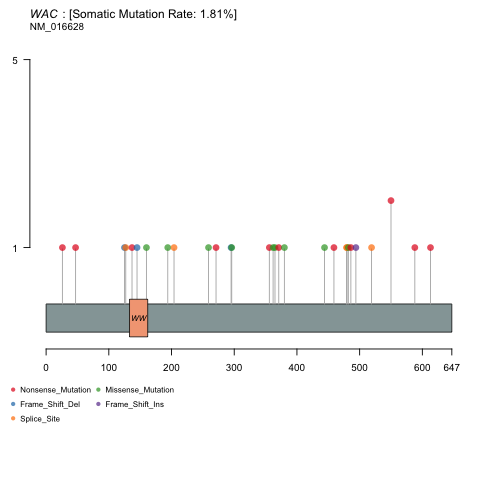 WAC : [Somatic Mutation Rate: 1.81%]
NM_016628
5
1
WW
0 100 200 300 400 500 600 647
Nonsense_Mutation Missense_Mutation
Frame_Shift_Del Frame_Shift_Ins
Splice_Site